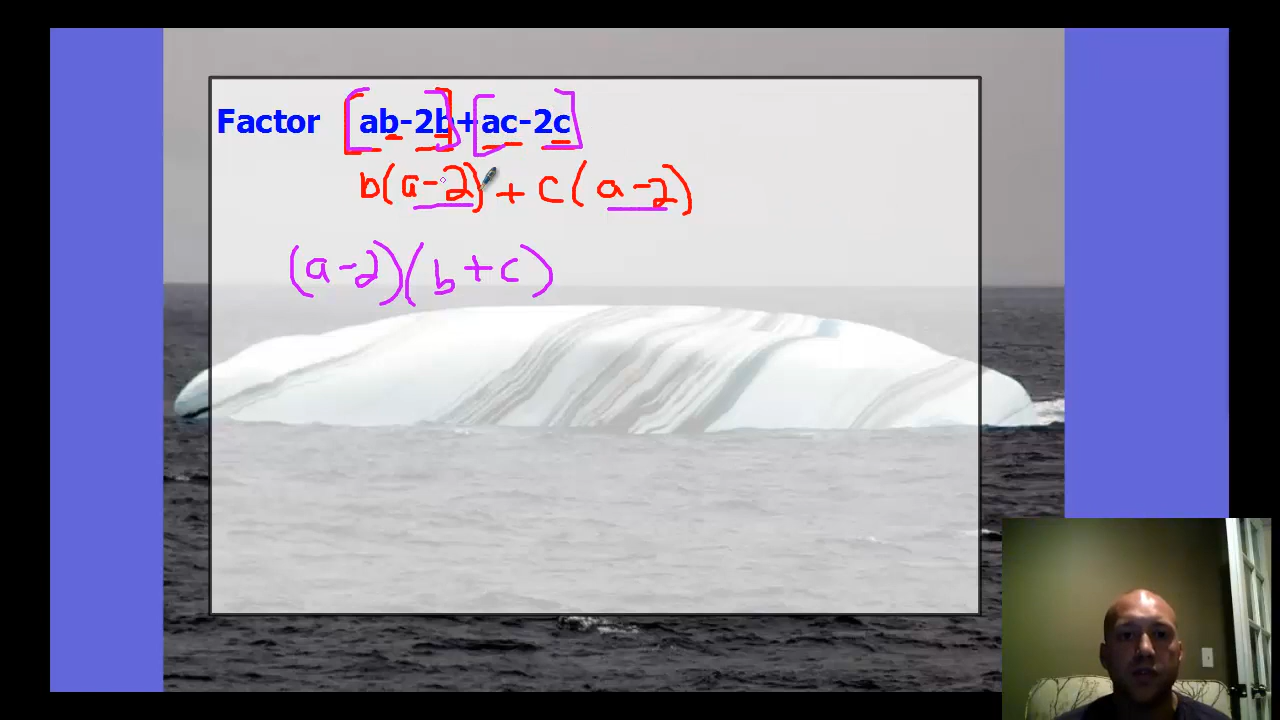 Factor [ab-2b]+[ac-2c]
b(a-2) + c(a-2)
(a-2)(b+c)